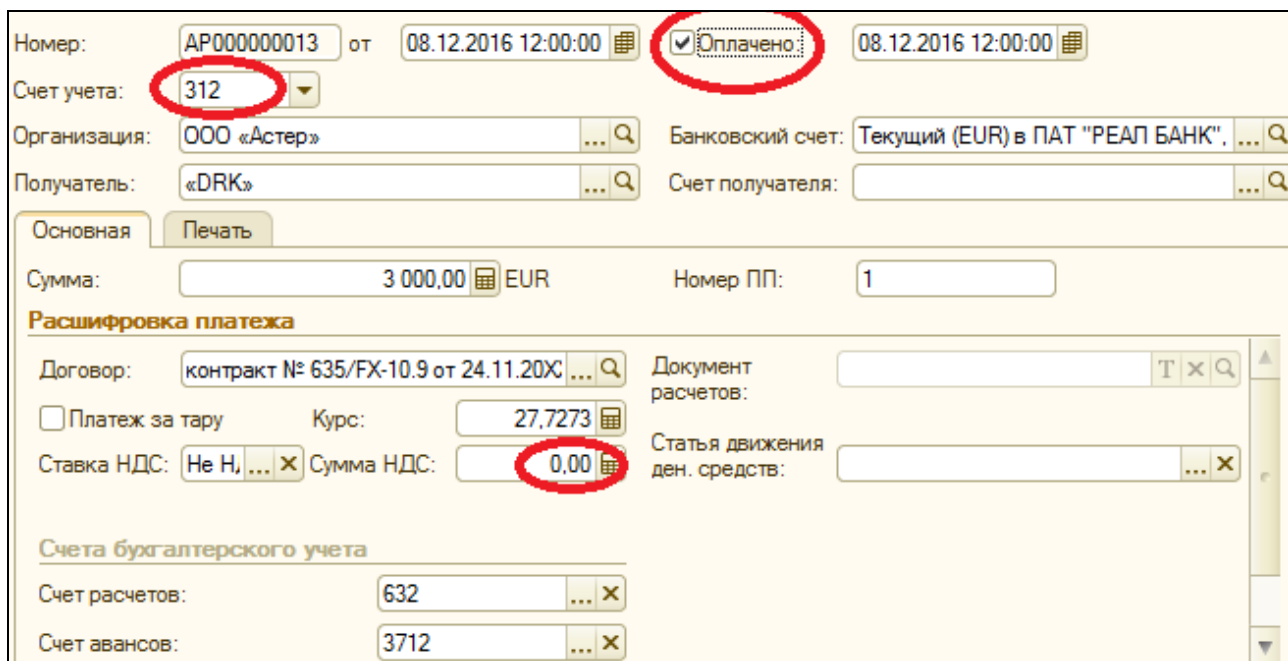 Номер: АР000000013 от 08.12.2016 12:00:00 Оплачено: 08.12.2016 12:00:00
Счет учета: 312
Организация: ООО «Астер» ... Банковский счет: Текущий (EUR) в ПАТ "РЕАЛ БАНК", ...
Получатель: «DRK» ... Счет получателя: ...
Основная Печать
Сумма: 3 000,00 EUR Номер ПП: 1
Расшифровка платежа
Договор: контракт № 635/FX-10.9 от 24.11.20X ... Документ расчетов: T
Платеж за тару Курс: 27,7273
Ставка НДС: Не Н, ... Сумма НДС: 0,00 Статья движения ден. средств: ...
Счета бухгалтерского учета
Счет расчетов: 632 ...
Счет авансов: 3712 ...